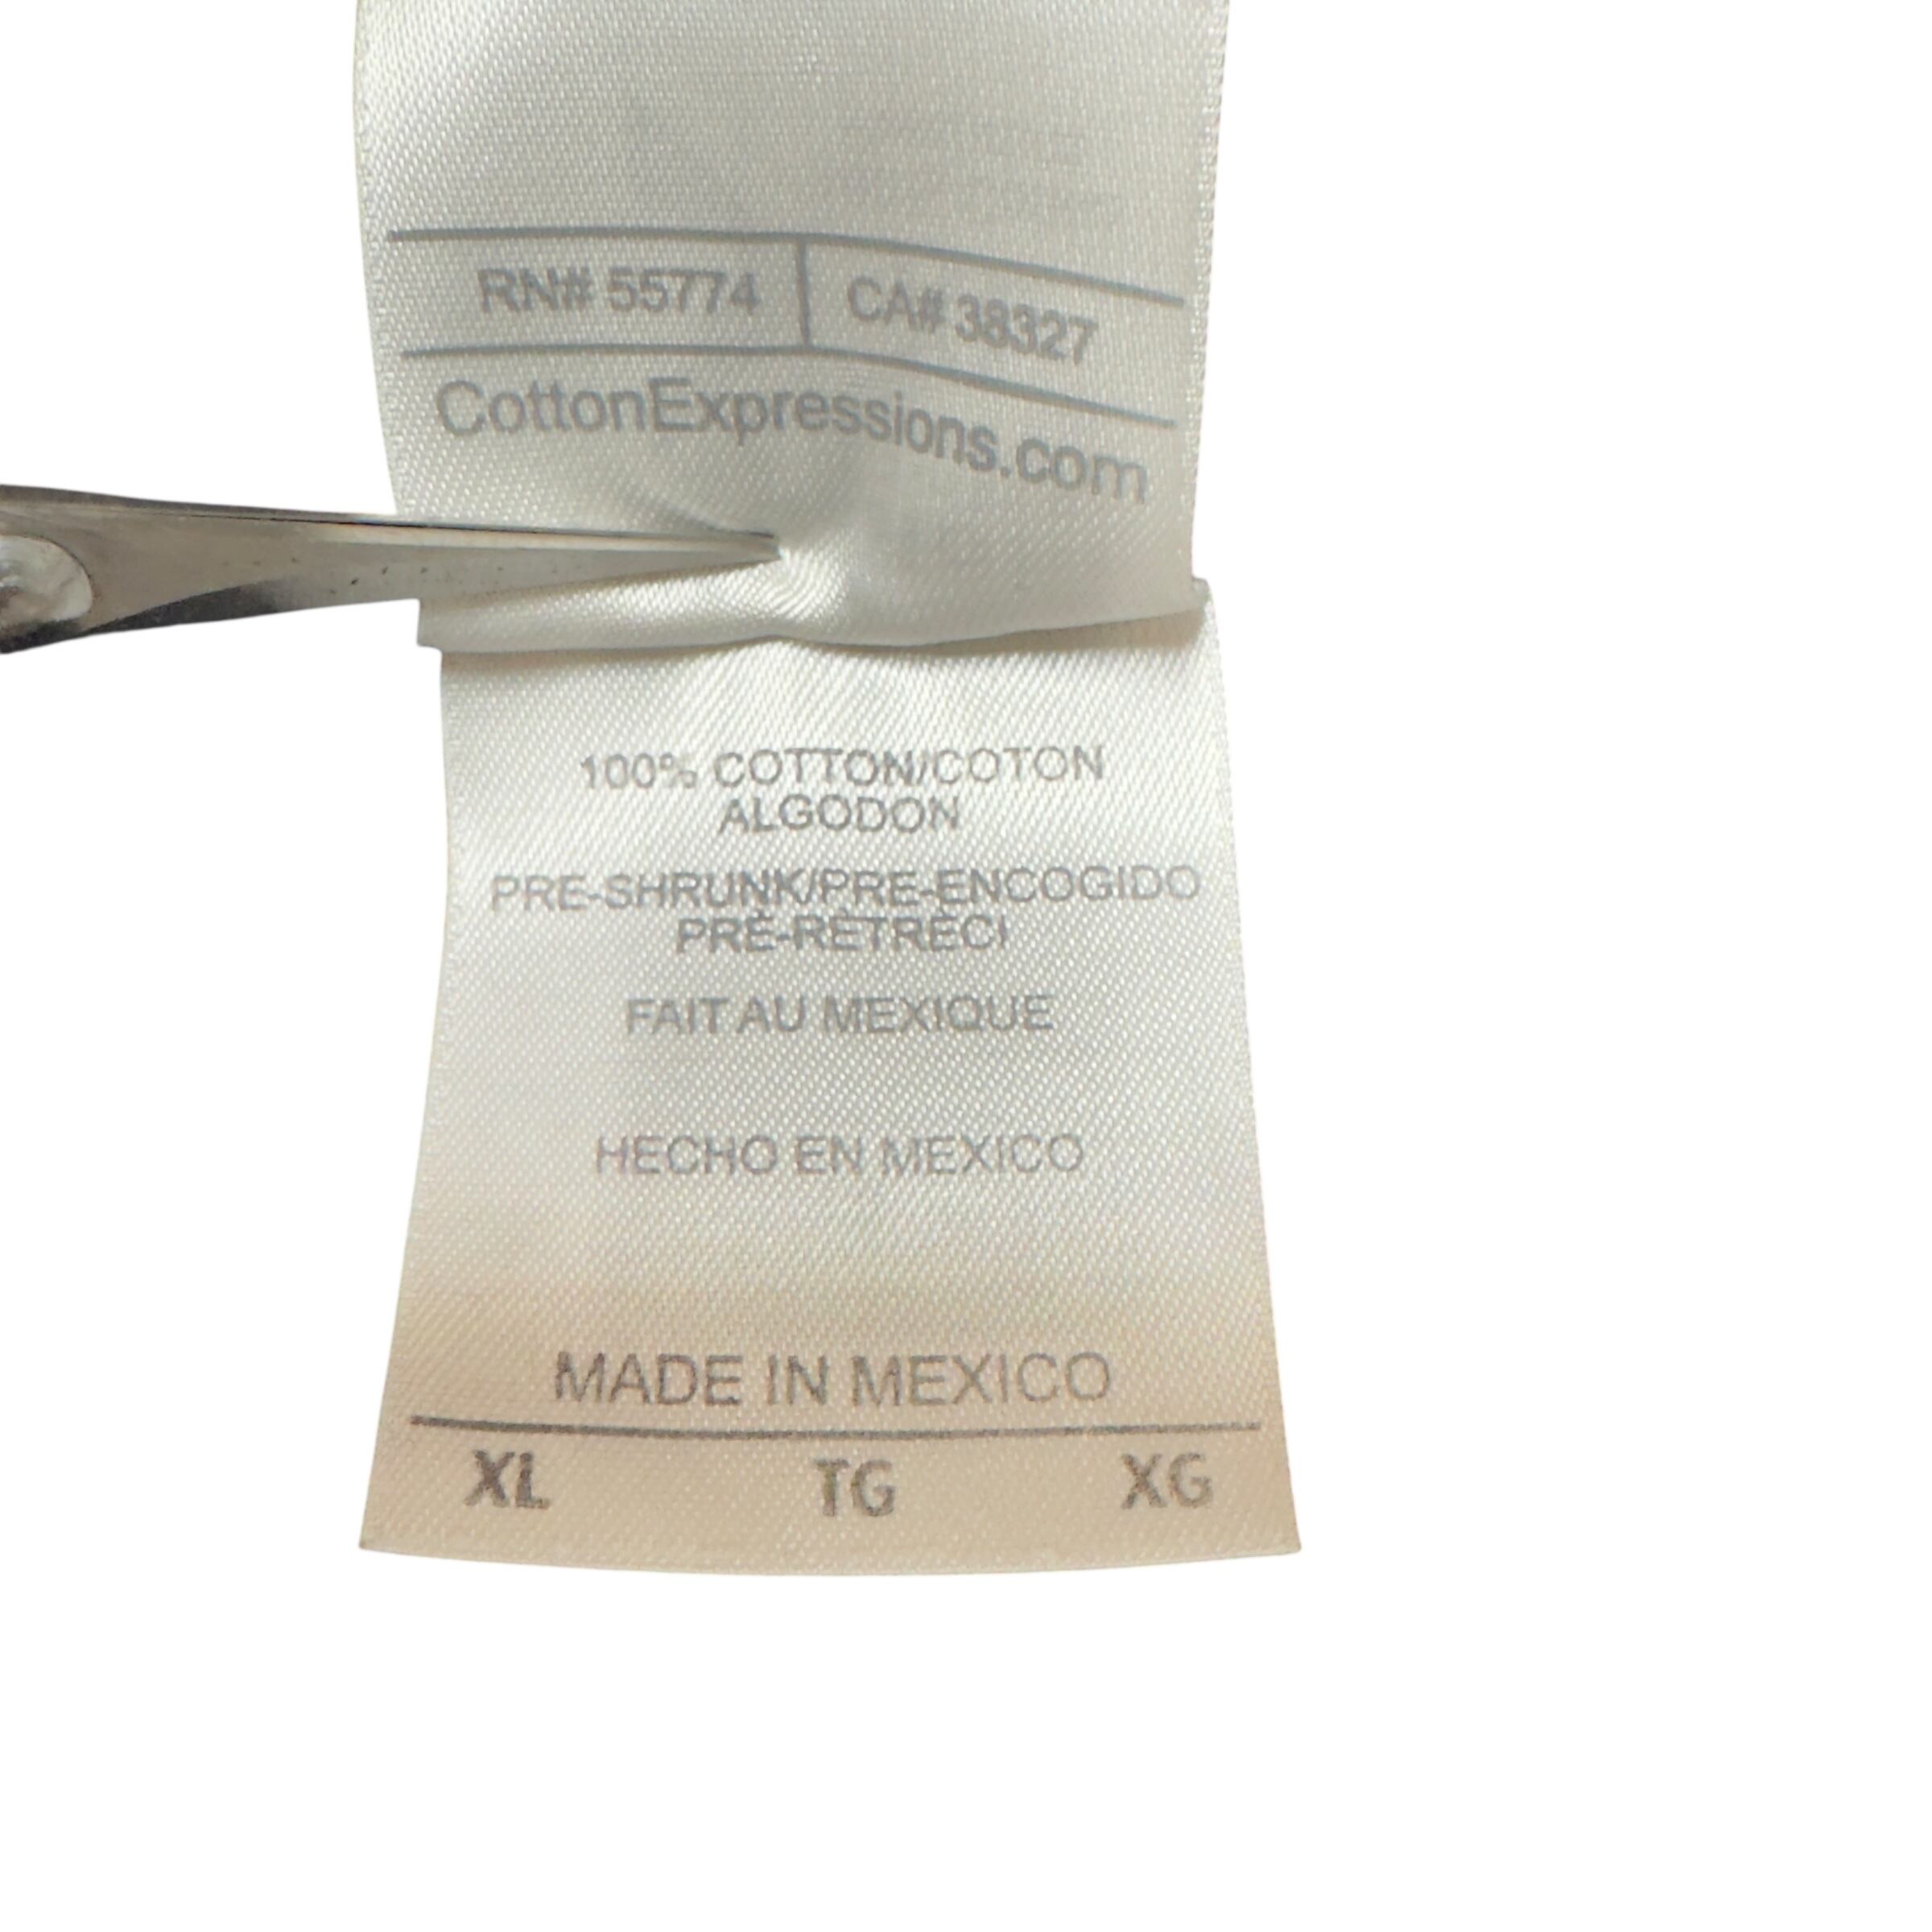 RN# 55774 CA# 38327
CottonExpressions.com
100% COTTON/COTON
ALGODON
PRE-SHRUNK/PRE-ENCOGIDO
PRÉ-RÉTRÉCI
FAIT AU MEXIQUE
HECHO EN MEXICO
MADE IN MEXICO
XL TG XG